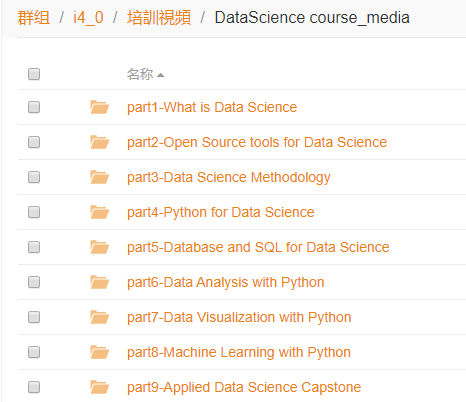 群组 / i4_0 / 培訓視頻 / DataScience course_media
名称
part1-What is Data Science
part2-Open Source tools for Data Science
part3-Data Science Methodology
part4-Python for Data Science
part5-Database and SQL for Data Science
part6-Data Analysis with Python
part7-Data Visualization with Python
part8-Machine Learning with Python
part9-Applied Data Science Capstone